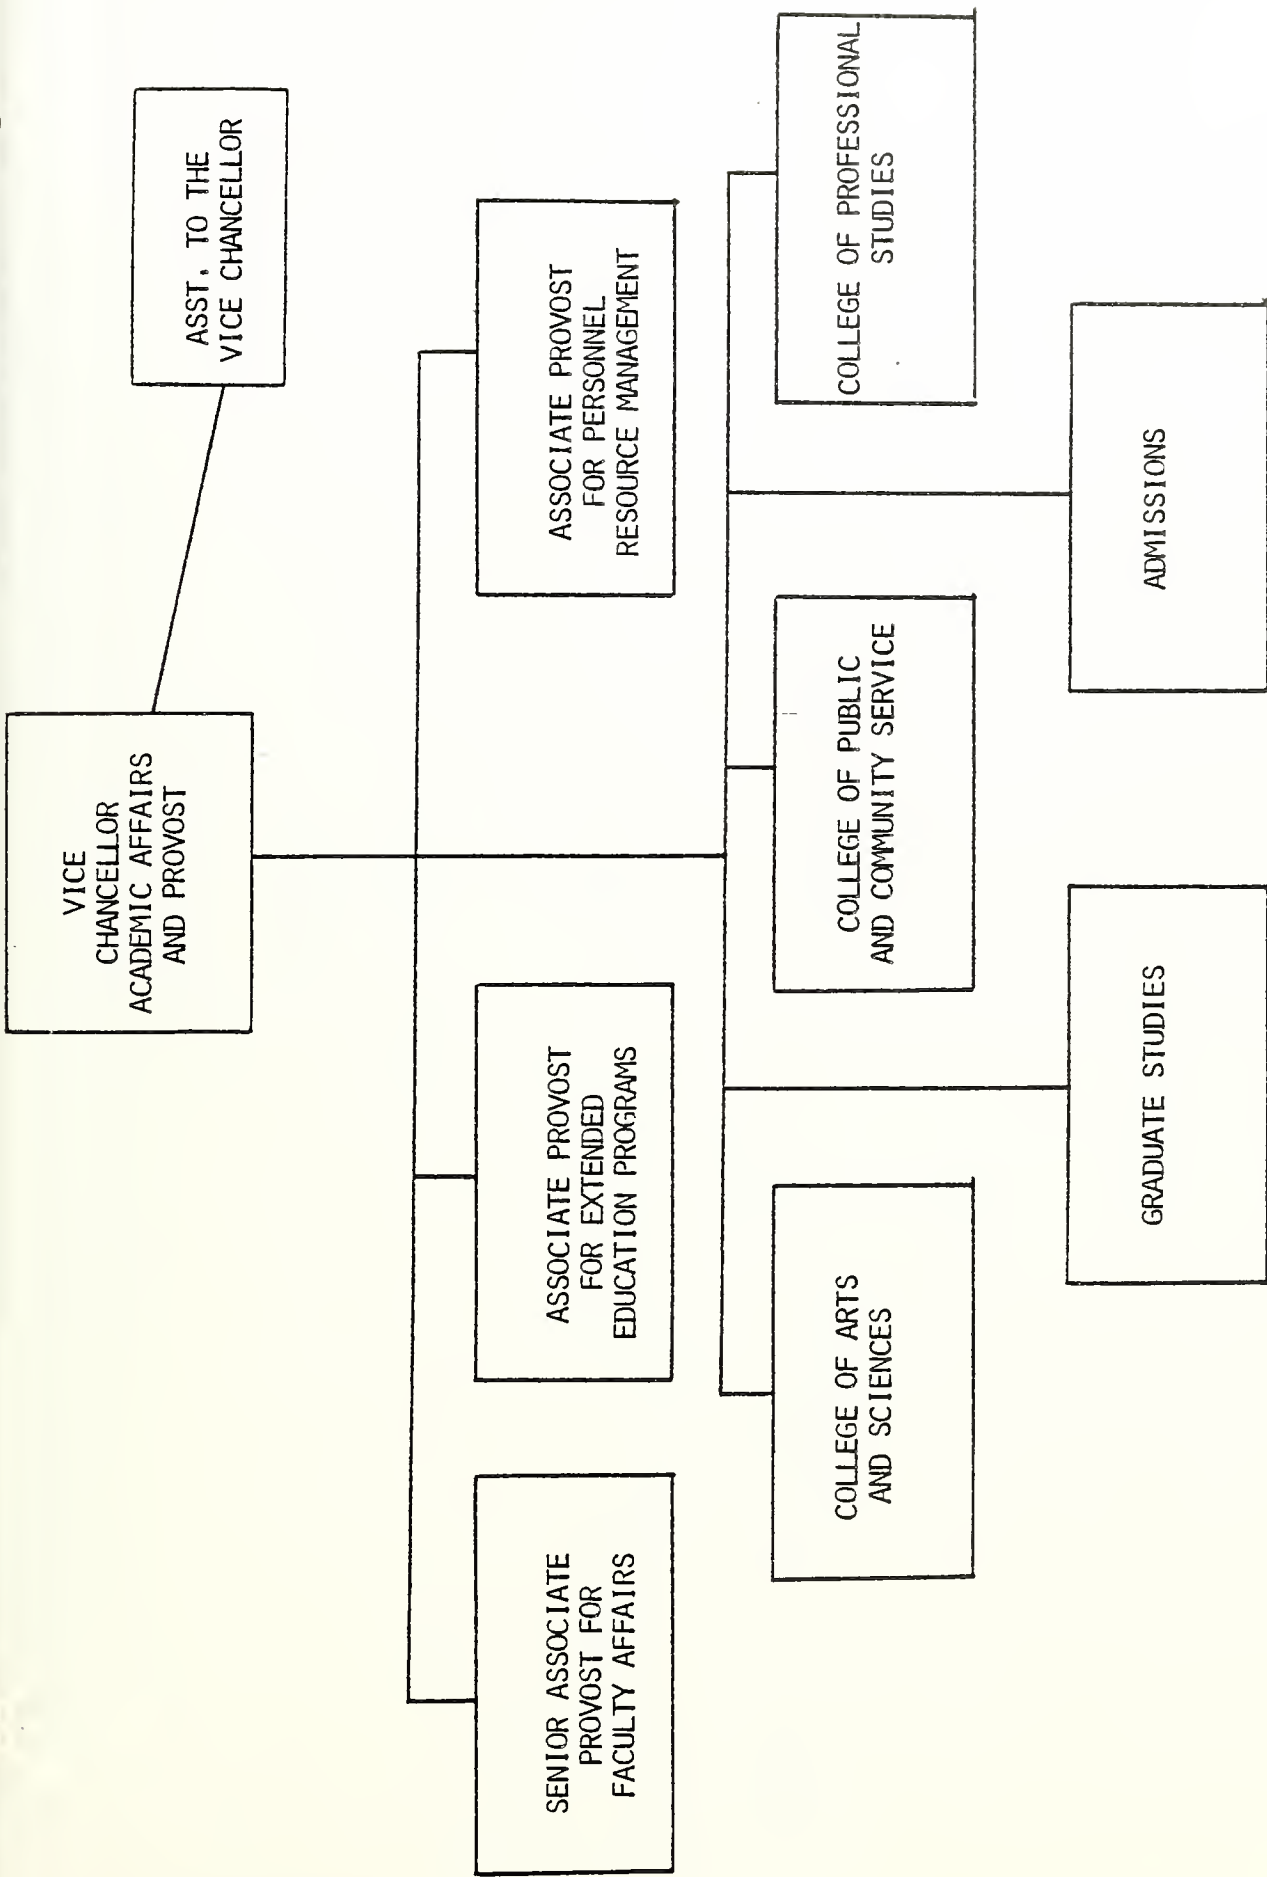 VICE
CHANCELLOR
ACADEMIC AFFAIRS
AND PROVOST
ASST. TO THE
VICE CHANCELLOR
SENIOR ASSOCIATE
PROVOST FOR
FACULTY AFFAIRS
ASSOCIATE PROVOST
FOR EXTENDED
EDUCATION PROGRAMS
ASSOCIATE PROVOST
FOR PERSONNEL
RESOURCE MANAGEMENT
COLLEGE OF ARTS
AND SCIENCES
COLLEGE OF PUBLIC
AND COMMUNITY SERVICE
COLLEGE OF PROFESSIONAL
STUDIES
GRADUATE STUDIES
ADMISSIONS